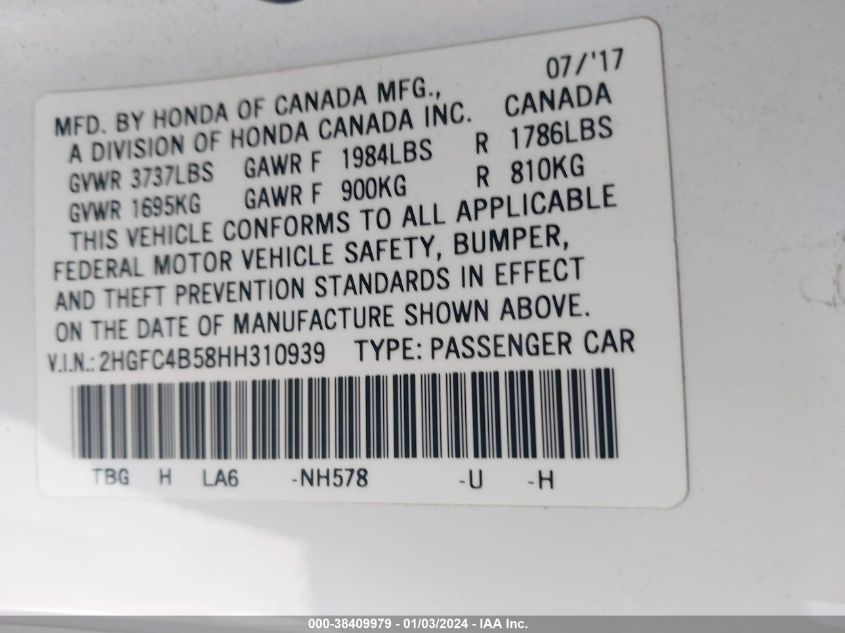 07/'17
MFD. BY HONDA OF CANADA MFG.,
A DIVISION OF HONDA CANADA INC. CANADA
GVWR 3737LBS GAWR F 1984LBS R 1786LBS
GVWR 1695KG GAWR F 900KG R 810KG
THIS VEHICLE CONFORMS TO ALL APPLICABLE
FEDERAL MOTOR VEHICLE SAFETY, BUMPER,
AND THEFT PREVENTION STANDARDS IN EFFECT
ON THE DATE OF MANUFACTURE SHOWN ABOVE.
V.I.N.: 2HGFC4B58HH310939 TYPE: PASSENGER CAR
TBG H LA6 -NH578 -U -H
000-38409979 - 01/03/2024 - IAA Inc.